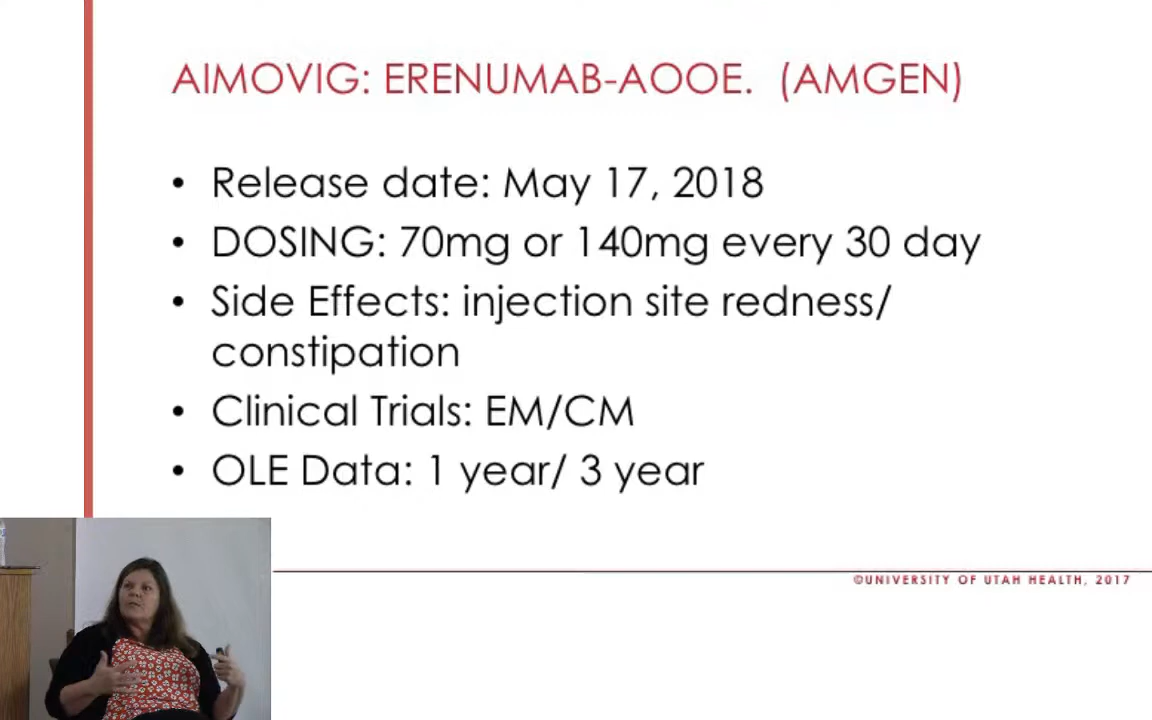 AIMOVIG: ERENUMAB-AOOE. (AMGEN)
• Release date: May 17, 2018
• DOSING: 70mg or 140mg every 30 day
• Side Effects: injection site redness/
constipation
• Clinical Trials: EM/CM
• OLE Data: 1 year/ 3 year
©UNIVERSITY OF UTAH HEALTH, 2017